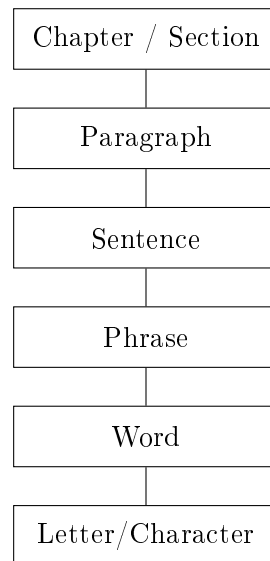 Chapter / Section
Paragraph
Sentence
Phrase
Word
Letter/Character